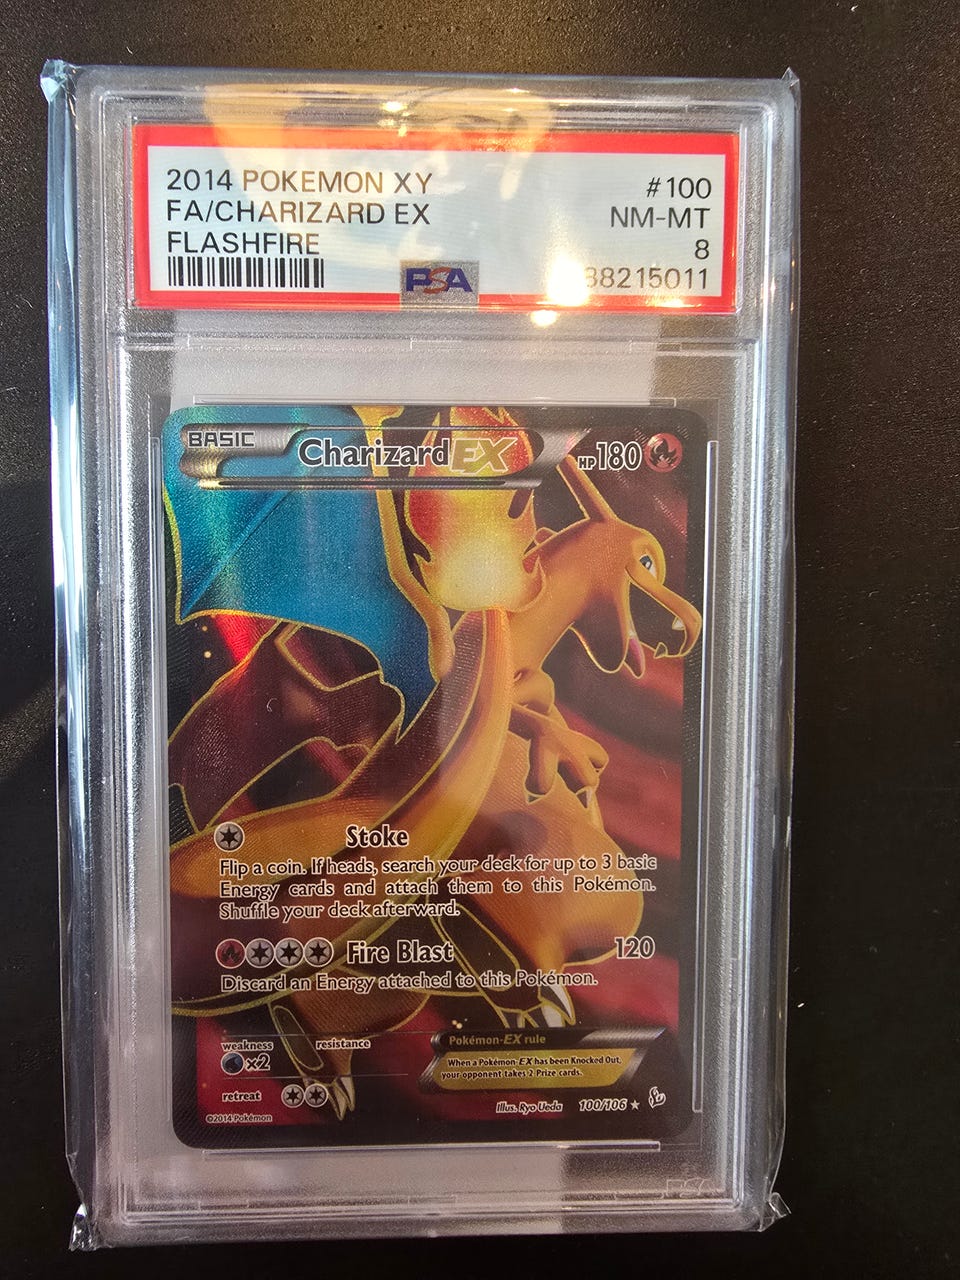 2014 POKEMON XY
FA/CHARIZARD EX
FLASHFIRE
#100
NM-MT
8
PSA
BASIC
Charizard EX
HP 180
Stoke
Flip a coin. If heads, search your deck for up to 3 basic
Energy cards and attach them to this Pokémon.
Shuffle your deck afterward.
Fire Blast 120
Discard an Energy attached to this Pokémon.
weakness resistance
×2
retreat
©2014 Pokémon
Pokémon-EX rule
When a Pokémon-EX has been Knocked Out,
your opponent takes 2 Prize cards.
Illus. Ryo Ueda 100/106 ★
PSA